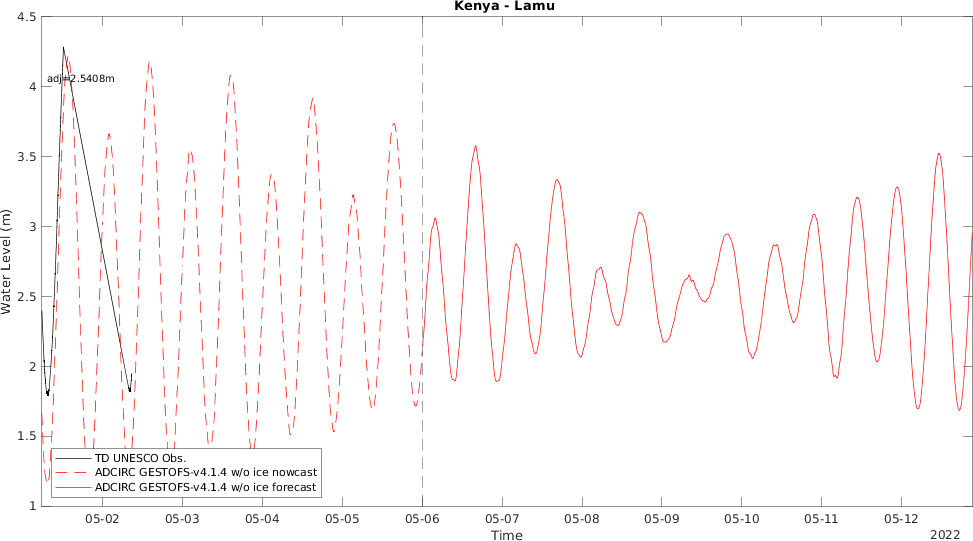 Kenya - Lamu
4.5
4
3.5
3
2.5
2
1.5
1
Water Level (m)
adj=2.5408m
TD UNESCO Obs.
ADCIRC GESTOFS-v4.1.4 w/o ice nowcast
ADCIRC GESTOFS-v4.1.4 w/o ice forecast
05-02 05-03 05-04 05-05 05-06 05-07 05-08 05-09 05-10 05-11 05-12
Time
2022